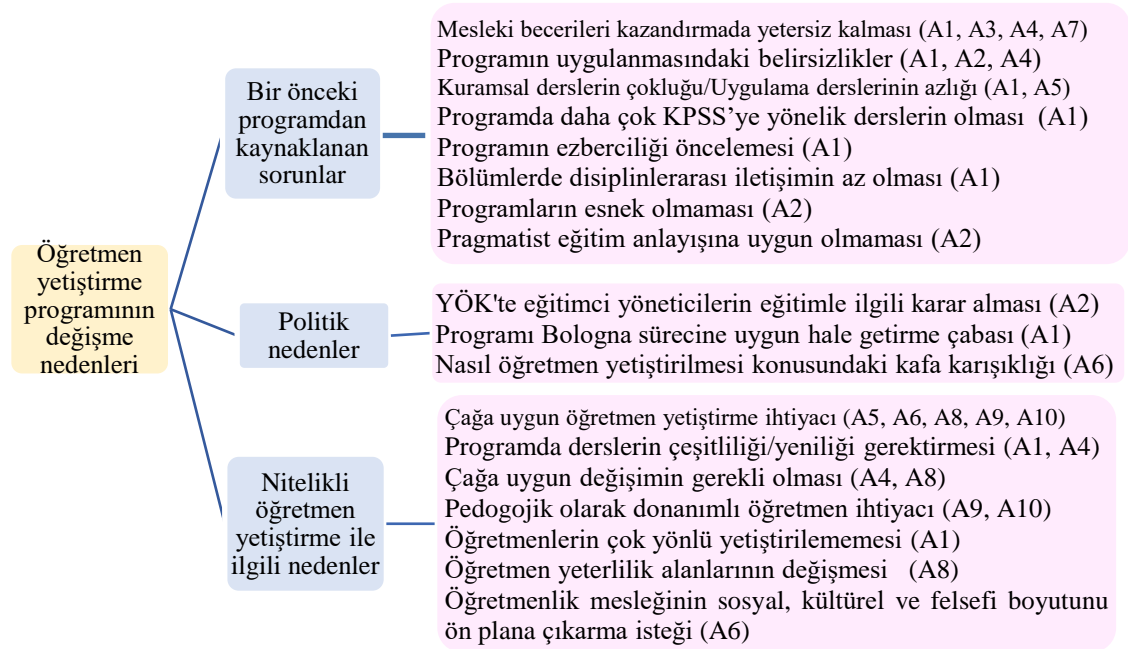 Öğretmen
yetiştirme
programının
değişme
nedenleri
Bir önceki
programdan
kaynaklanan
sorunlar
Mesleki becerileri kazandırmada yetersiz kalması (A1, A3, A4, A7)
Programın uygulanmasındaki belirsizlikler (A1, A2, A4)
Kuramsal derslerin çokluğu/Uygulama derslerinin azlığı (A1, A5)
Programda daha çok KPSS’ye yönelik derslerin olması (A1)
Programın ezberciliği öncelemesi (A1)
Bölümlerde disiplinlerarası iletişimin az olması (A1)
Programların esnek olmaması (A2)
Pragmatist eğitim anlayışına uygun olmaması (A2)
Politik
nedenler
YÖK'te eğitimci yöneticilerin eğitimle ilgili karar alması (A2)
Programı Bologna sürecine uygun hale getirme çabası (A1)
Nasıl öğretmen yetiştirilmesi konusundaki kafa karışıklığı (A6)
Nitelikli
öğretmen
yetiştirme ile
ilgili nedenler
Çağa uygun öğretmen yetiştirme ihtiyacı (A5, A6, A8, A9, A10)
Programda derslerin çeşitliliği/yeniliği gerektirmesi (A1, A4)
Çağa uygun değişimin gerekli olması (A4, A8)
Pedogojik olarak donanımlı öğretmen ihtiyacı (A9, A10)
Öğretmenlerin çok yönlü yetiştirilememesi (A1)
Öğretmen yeterlilik alanlarının değişmesi (A8)
Öğretmenlik mesleğinin sosyal, kültürel ve felsefi boyutunu
ön plana çıkarma isteği (A6)